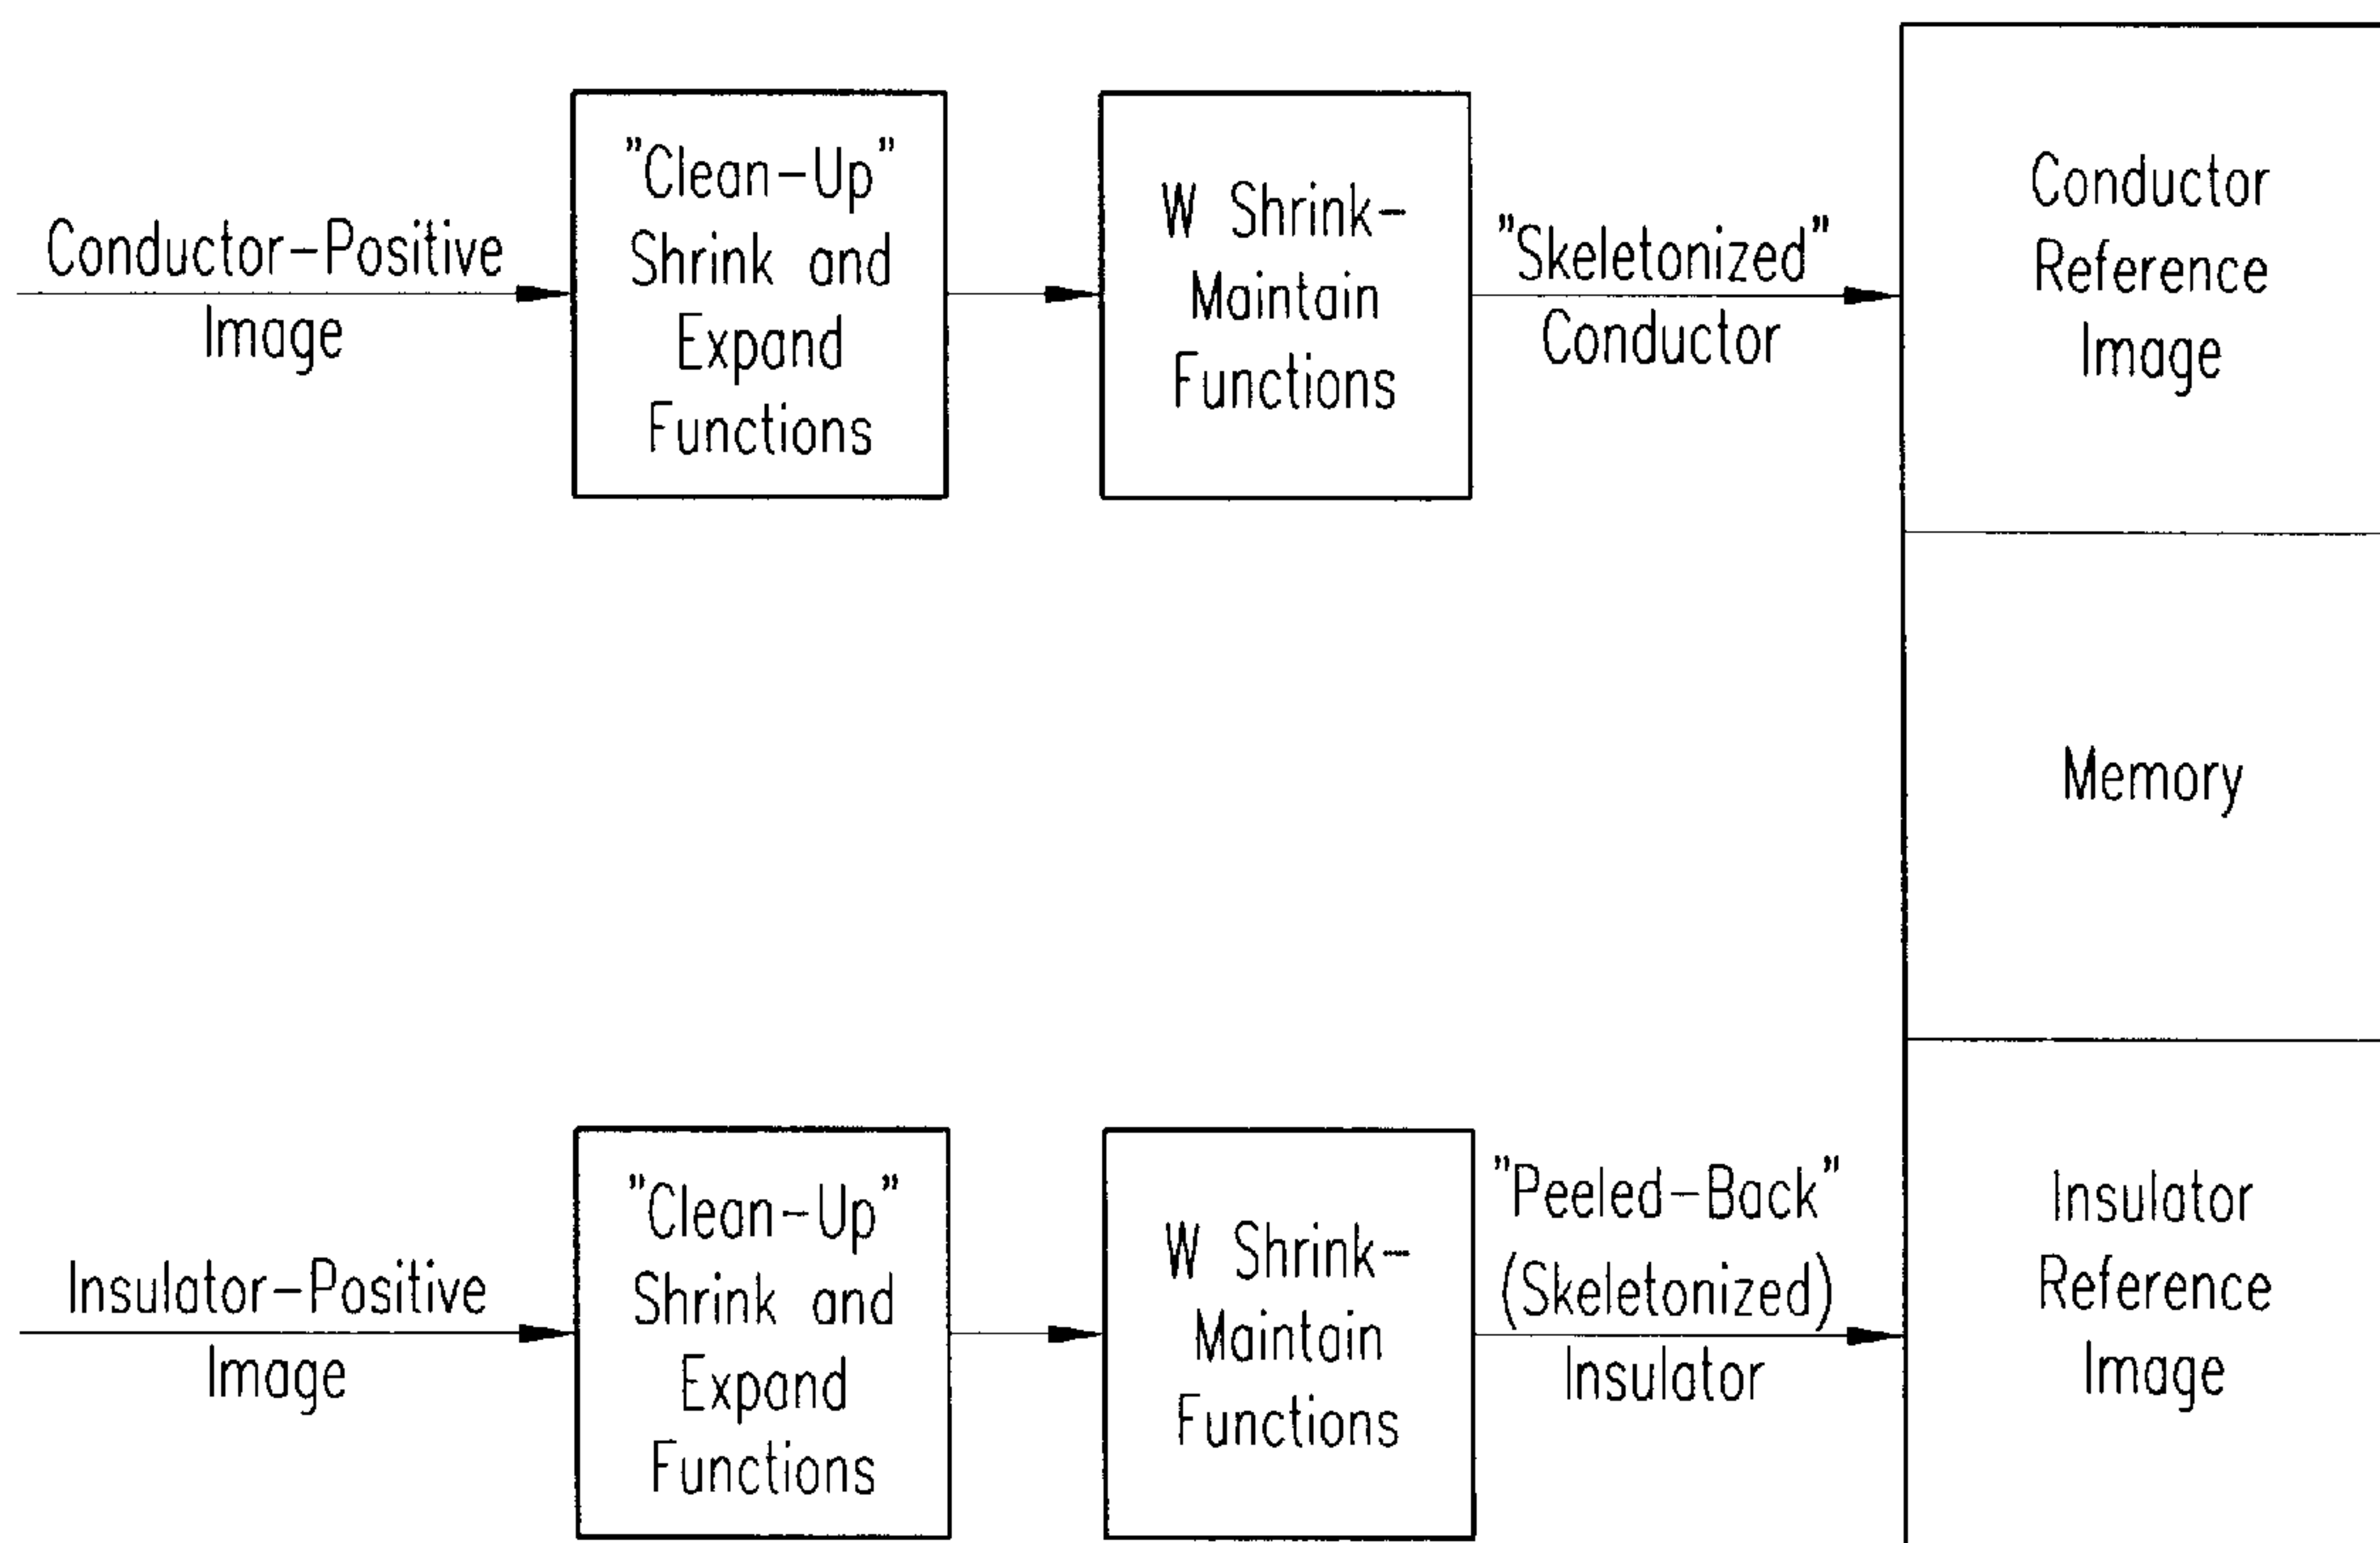 Conductor-Positive
Image
"Clean-Up"
Shrink and
Expand
Functions
W Shrink-
Maintain
Functions
"Skeletonized"
Conductor
Conductor
Reference
Image
Memory
Insulator-Positive
Image
"Clean-Up"
Shrink and
Expand
Functions
W Shrink-
Maintain
Functions
"Peeled-Back"
(Skeletonized)
Insulator
Insulator
Reference
Image